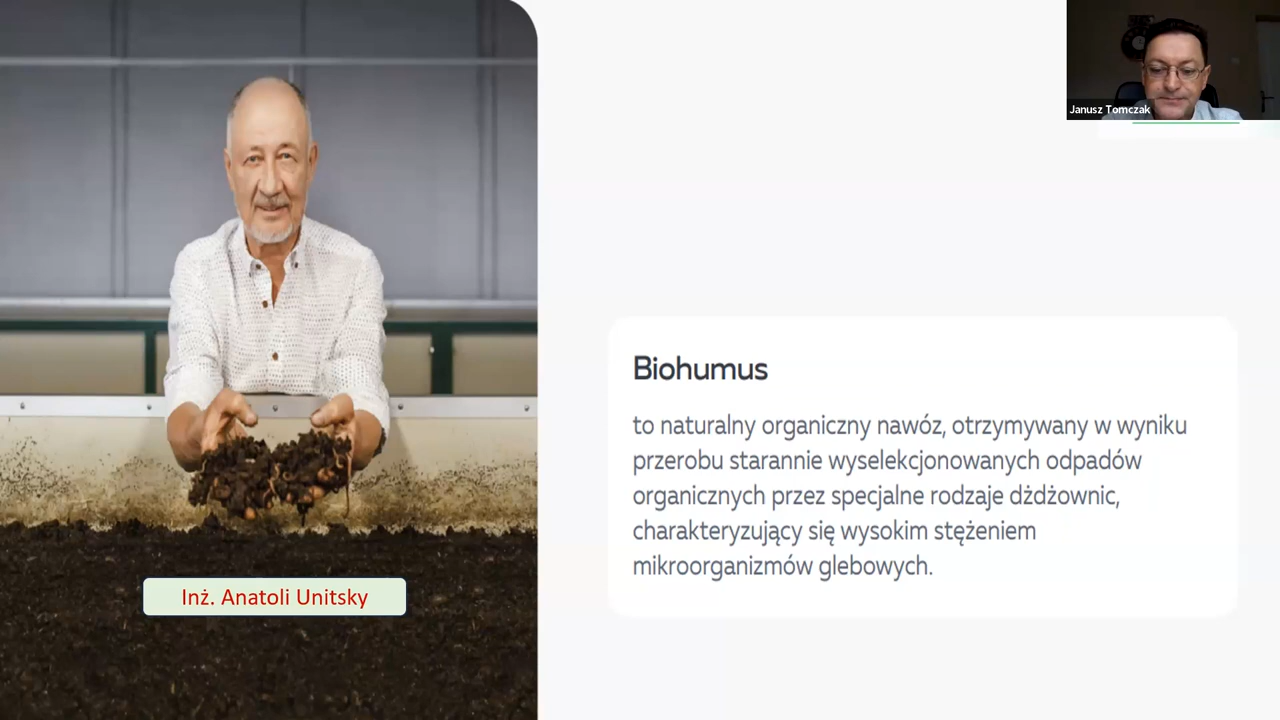 Janusz Tomczak
Biohumus
to naturalny organiczny nawóz, otrzymywany w wyniku
przerobu starannie wyselekcjonowanych odpadów
organicznych przez specjalne rodzaje dżdżownic,
charakteryzujący się wysokim stężeniem
mikroorganizmów glebowych.
Inż. Anatoli Unitsky